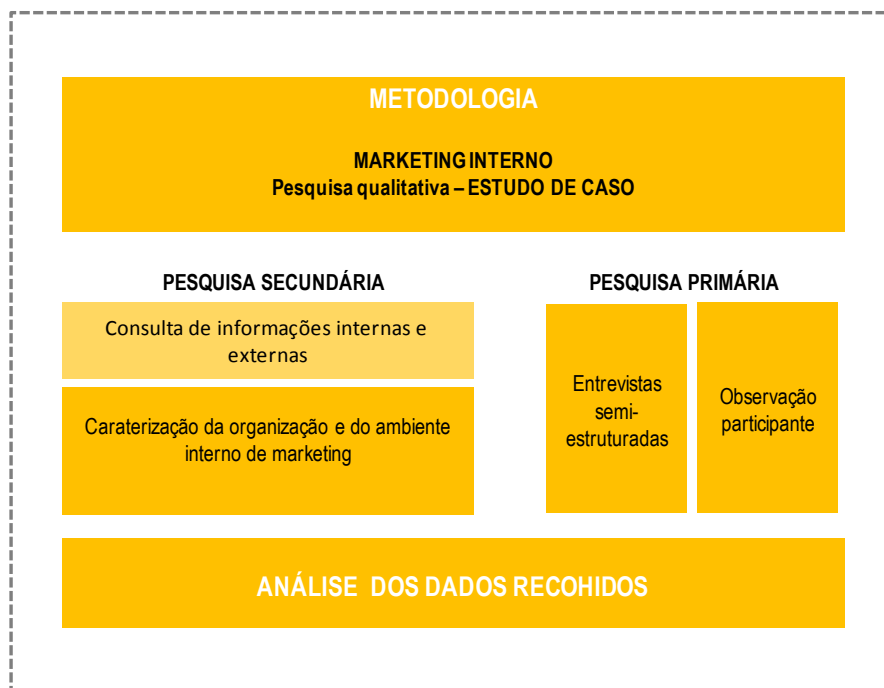 METODOLOGIA
MARKETING INTERNO
Pesquisa qualitativa – ESTUDO DE CASO
PESQUISA SECUNDÁRIA
Consulta de informações internas e
externas
Caraterização da organização e do ambiente
interno de marketing
PESQUISA PRIMÁRIA
Entrevistas
semi-
estruturadas
Observação
participante
ANÁLISE DOS DADOS RECOHIDOS